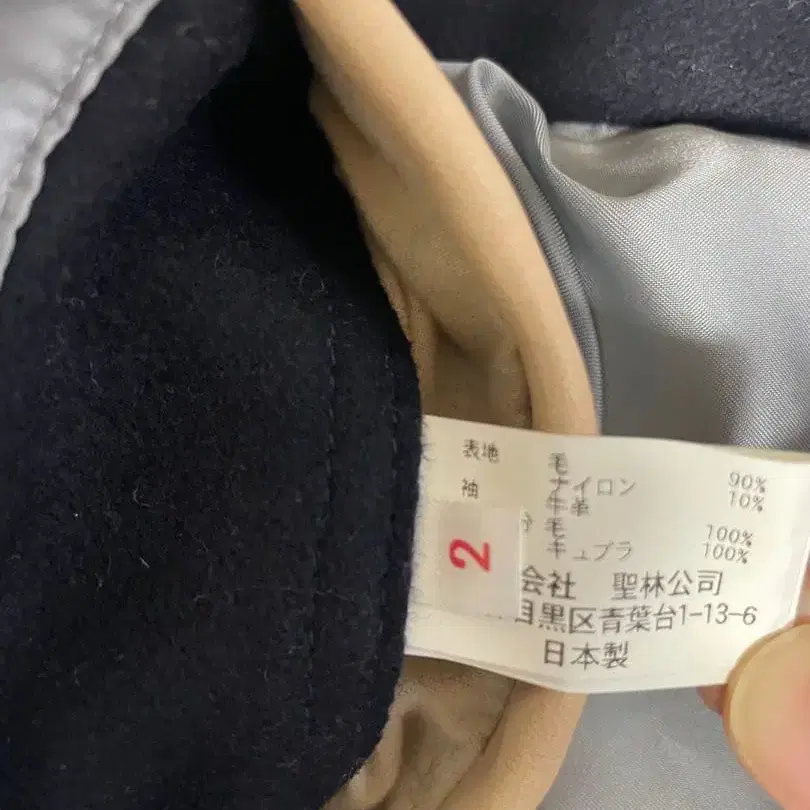 表地 毛 90%
ナイロン 10%
袖 牛革
分 毛 100%
キュプラ 100%
2
会社 聖林公司
目黒区青葉台1-13-6
日本製